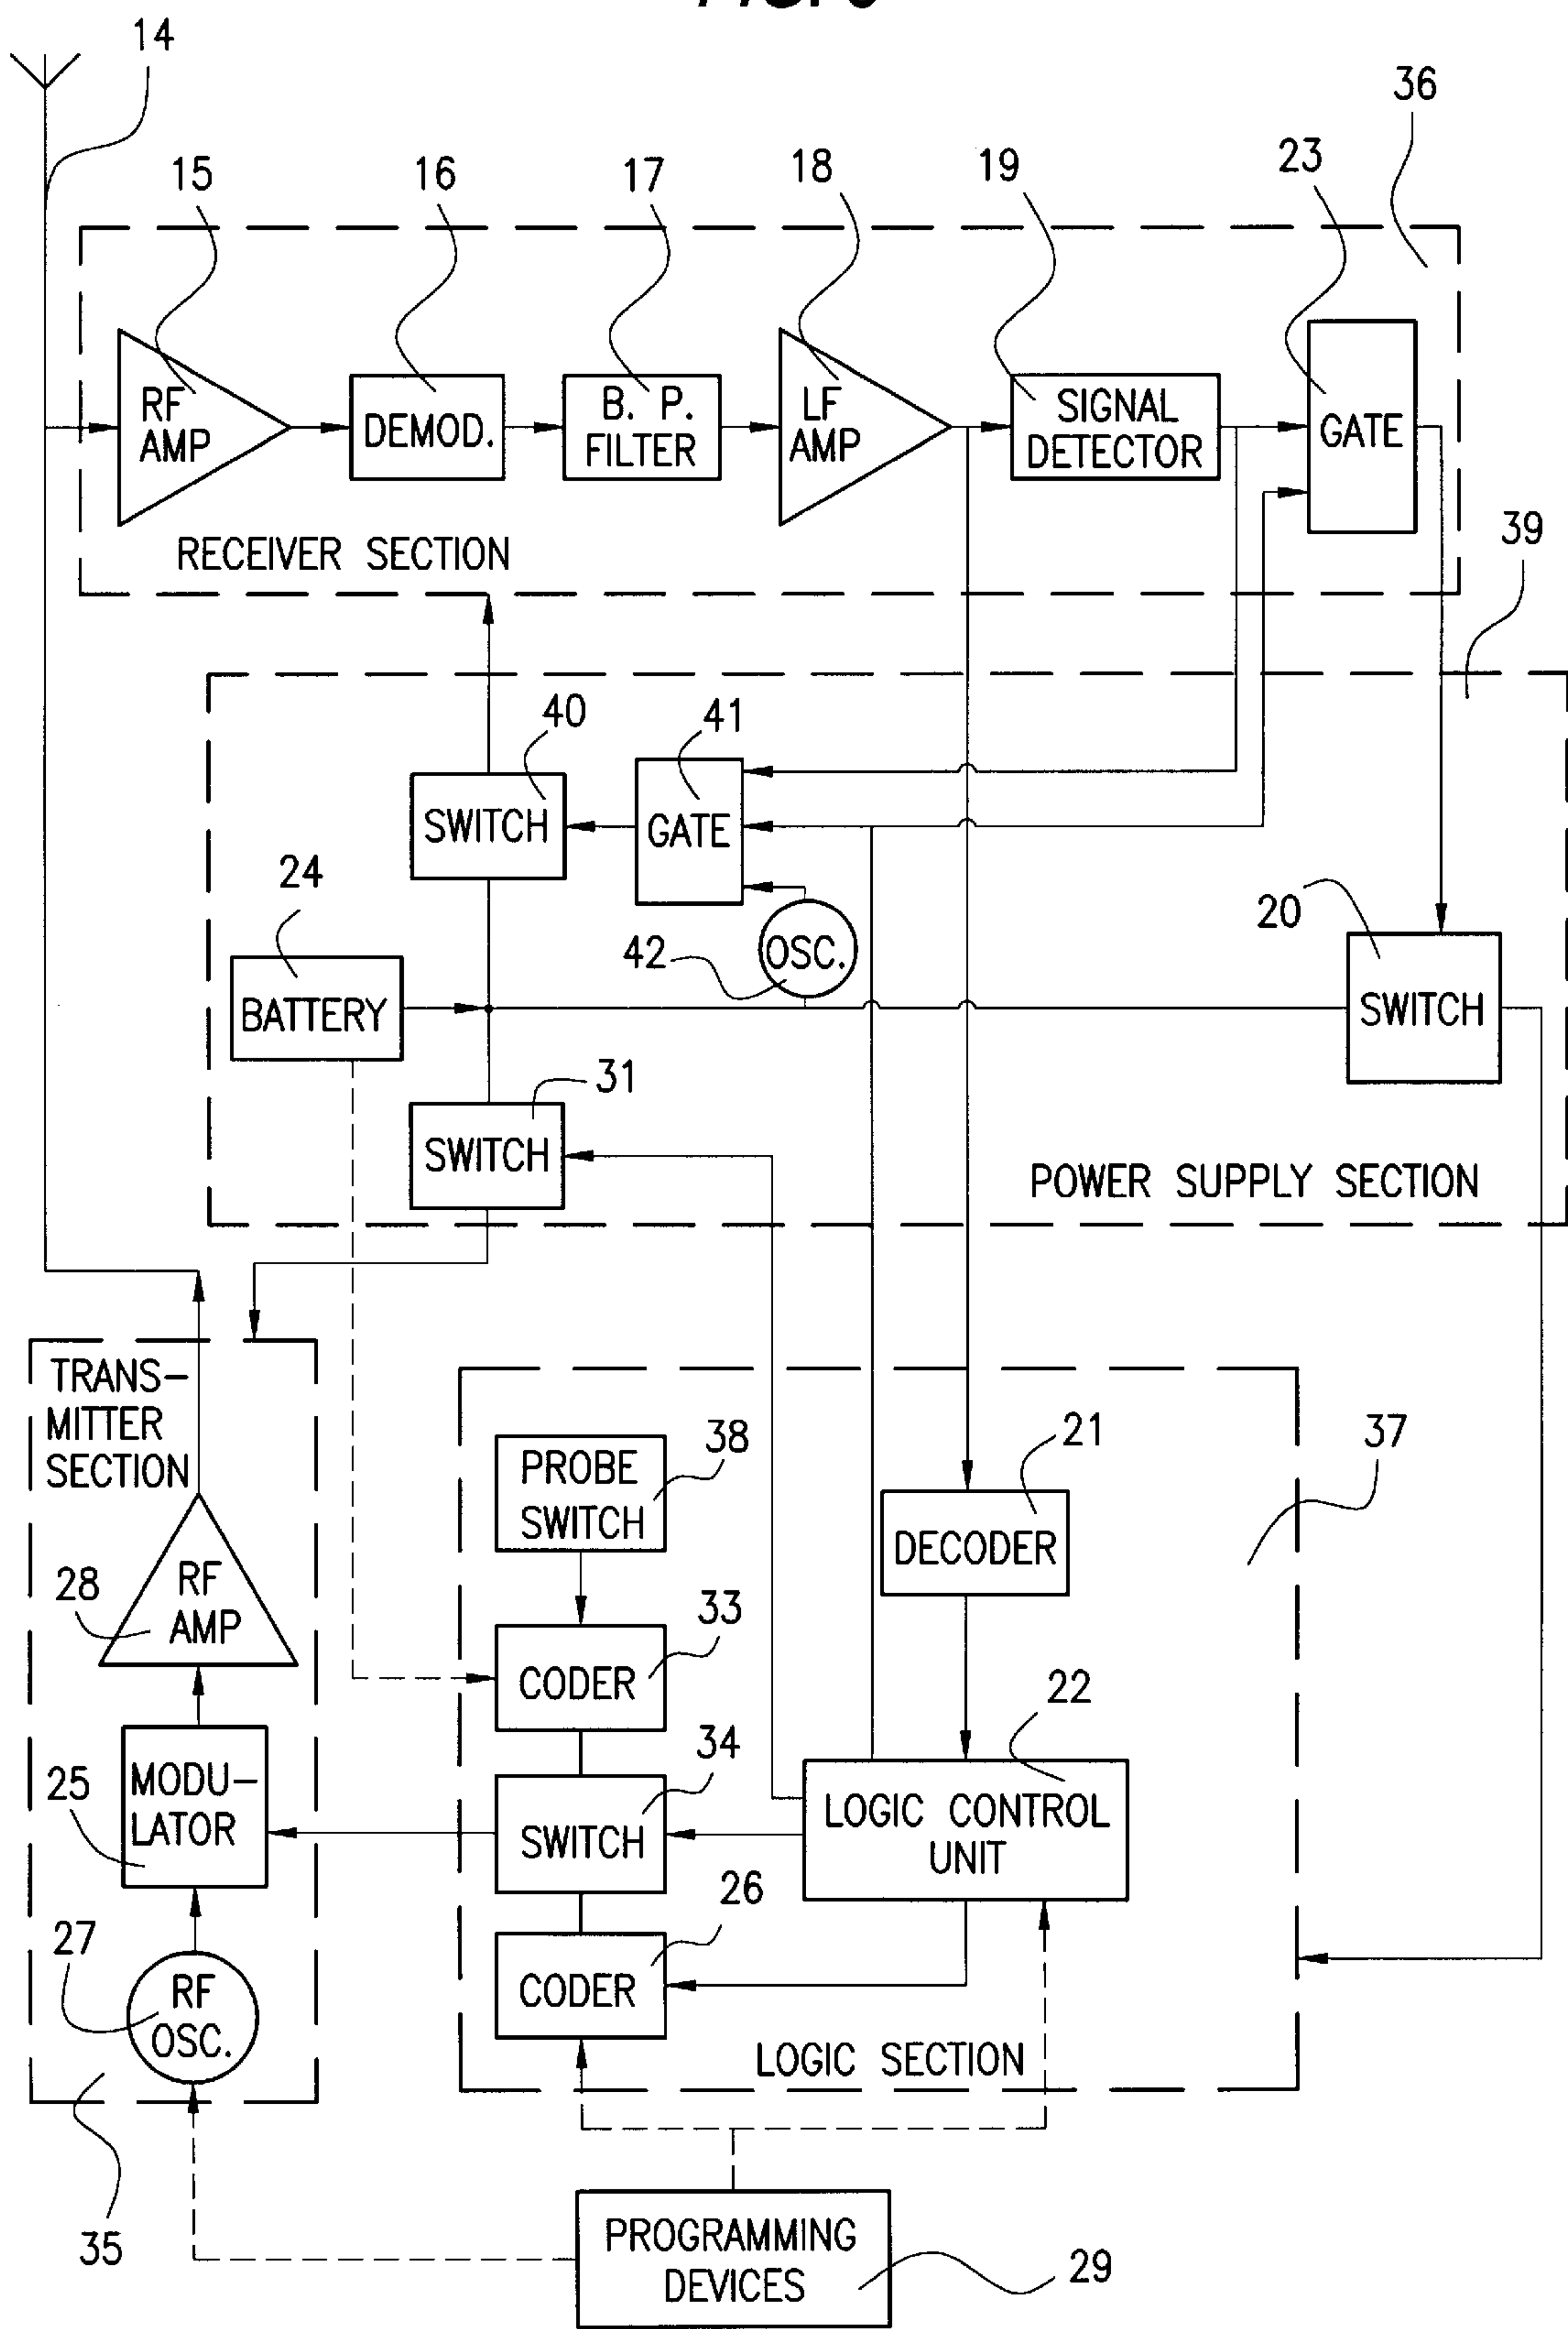 14
36
15
16
17
18
19
23
RF
AMP
DEMOD.
B. P.
FILTER
LF
AMP
SIGNAL
DETECTOR
GATE
RECEIVER SECTION
39
40
41
SWITCH
GATE
24
20
42
OSC.
BATTERY
SWITCH
31
SWITCH
POWER SUPPLY SECTION
TRANS-
MITTER
SECTION
38
21
37
PROBE
SWITCH
DECODER
28
RF
AMP
33
CODER
22
34
25
MODU-
LATOR
SWITCH
LOGIC CONTROL
UNIT
26
27
RF
OSC.
CODER
LOGIC SECTION
35
PROGRAMMING
DEVICES
29